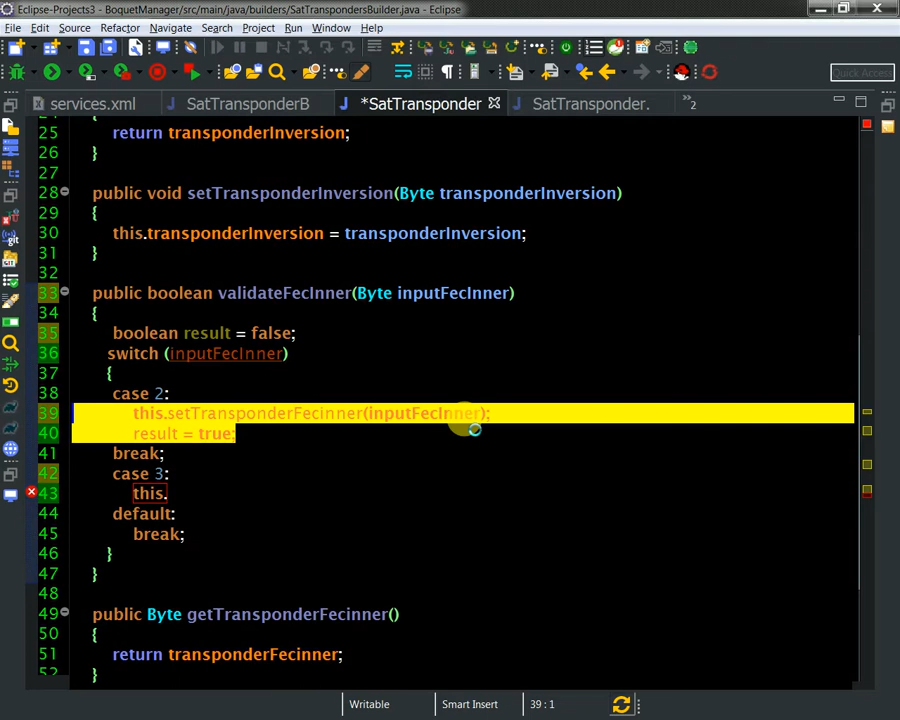 Eclipse-Projects3 - BoquetManager/src/main/java/builders/SatTranspondersBuilder.java - Eclipse
File Edit Source Refactor Navigate Search Project Run Window Help
Quick Access
services.xml SatTransponderB *SatTransponder SatTransponder. »2
25 return transponderInversion;
26 }
27
28 public void setTransponderInversion(Byte transponderInversion)
29 {
30 this.transponderInversion = transponderInversion;
31 }
32
33 public boolean validateFecInner(Byte inputFecInner)
34 {
35 boolean result = false;
36 switch (inputFecInner)
37 {
38 case 2:
39 this.setTransponderFecinner(inputFecInner);
40 result = true;
41 break;
42 case 3:
43 this.
44 default:
45 break;
46 }
47 }
48
49 public Byte getTransponderFecinner()
50 {
51 return transponderFecinner;
52 }
Writable Smart Insert 39 : 1